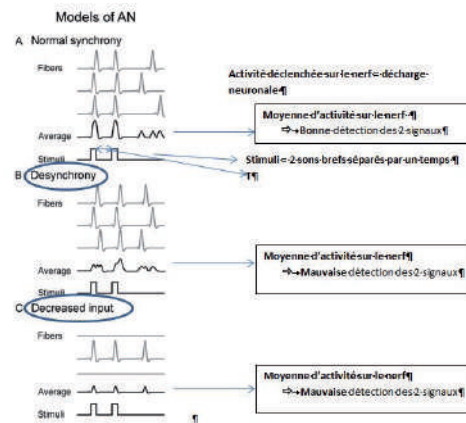 Models of AN
A Normal synchrony
Fibers
Activité déclenchée sur le nerf = décharge
neuronale¶
Average
Moyenne d'activité sur le nerf ¶
⇨→Bonne détection des 2 signaux¶
Stimuli
Stimuli = 2 sons brefs séparés par un temps
T¶
B Desynchrony
Fibers
Average
Moyenne d'activité sur le nerf¶
⇨→Mauvaise détection des 2 signaux¶
Stimuli
C Decreased input
Fibers
Average
Moyenne d'activité sur le nerf¶
⇨→Mauvaise détection des 2 signaux¶
Stimuli
¶